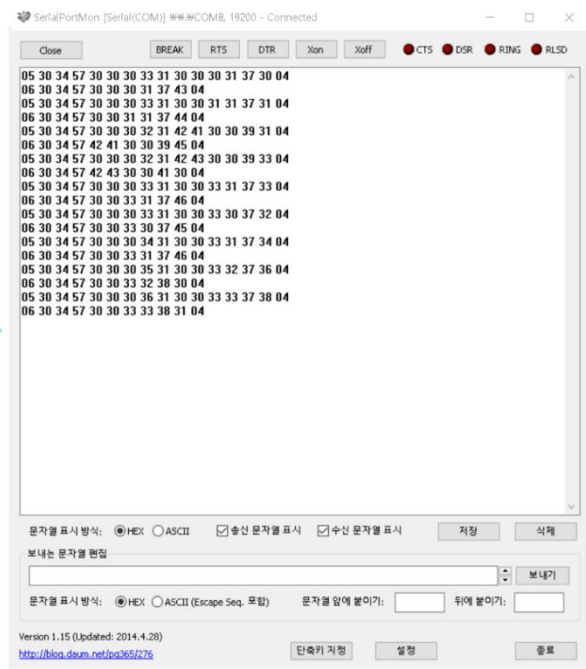 SerialPortMon [Serial(COM)] ₩₩.₩COM8, 19200 - Connected
Close BREAK RTS DTR Xon Xoff CTS DSR RING RLSD
05 30 34 57 30 30 30 33 31 30 30 30 31 37 30 04
06 30 34 57 30 30 30 31 37 43 04
05 30 34 57 30 30 30 33 31 30 30 31 31 37 31 04
06 30 34 57 30 30 31 31 37 44 04
05 30 34 57 30 30 30 32 31 42 41 30 30 39 31 04
06 30 34 57 42 41 30 30 39 45 04
05 30 34 57 30 30 30 32 31 42 43 30 30 39 33 04
06 30 34 57 42 43 30 30 41 30 04
05 30 34 57 30 30 30 33 31 30 30 33 31 37 33 04
06 30 34 57 30 30 33 31 37 46 04
05 30 34 57 30 30 30 33 31 30 30 33 30 37 32 04
06 30 34 57 30 30 33 30 37 45 04
05 30 34 57 30 30 30 34 31 30 30 33 31 37 34 04
06 30 34 57 30 30 33 31 37 46 04
05 30 34 57 30 30 30 35 31 30 30 33 32 37 36 04
06 30 34 57 30 30 33 32 38 30 04
05 30 34 57 30 30 30 36 31 30 30 33 33 37 38 04
06 30 34 57 30 30 33 33 38 31 04
문자열 표시 방식: HEX ASCII 송신 문자열 표시 수신 문자열 표시 저장 삭제
보내는 문자열 편집
보내기
문자열 표시 방식: HEX ASCII (Escape Seq. 포함) 문자열 앞에 붙이기: 뒤에 붙이기:
Version 1.15 (Updated: 2014.4.28)
http://blog.daum.net/pg365/276 단축키 지정 설정 종료